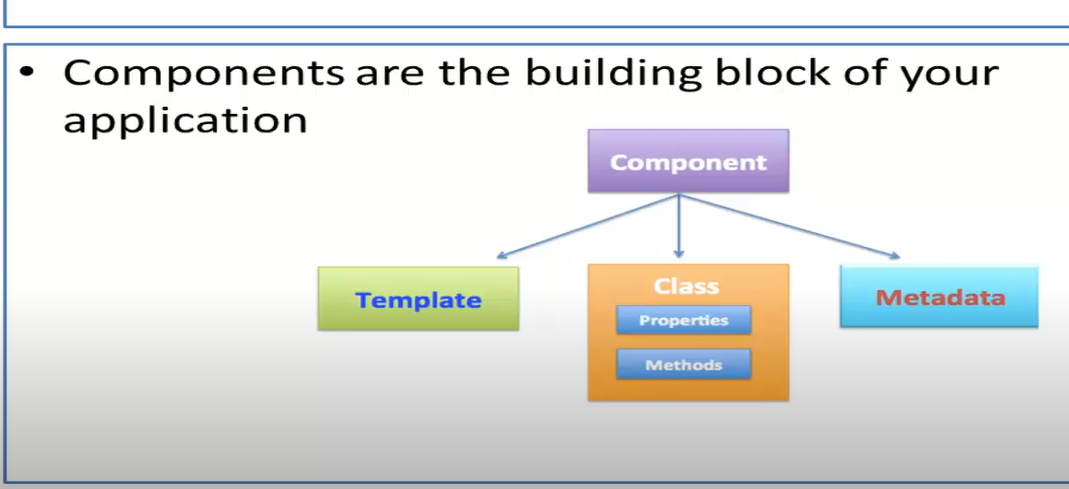 • Components are the building block of your
application
Component
Template
Class
Properties
Methods
Metadata